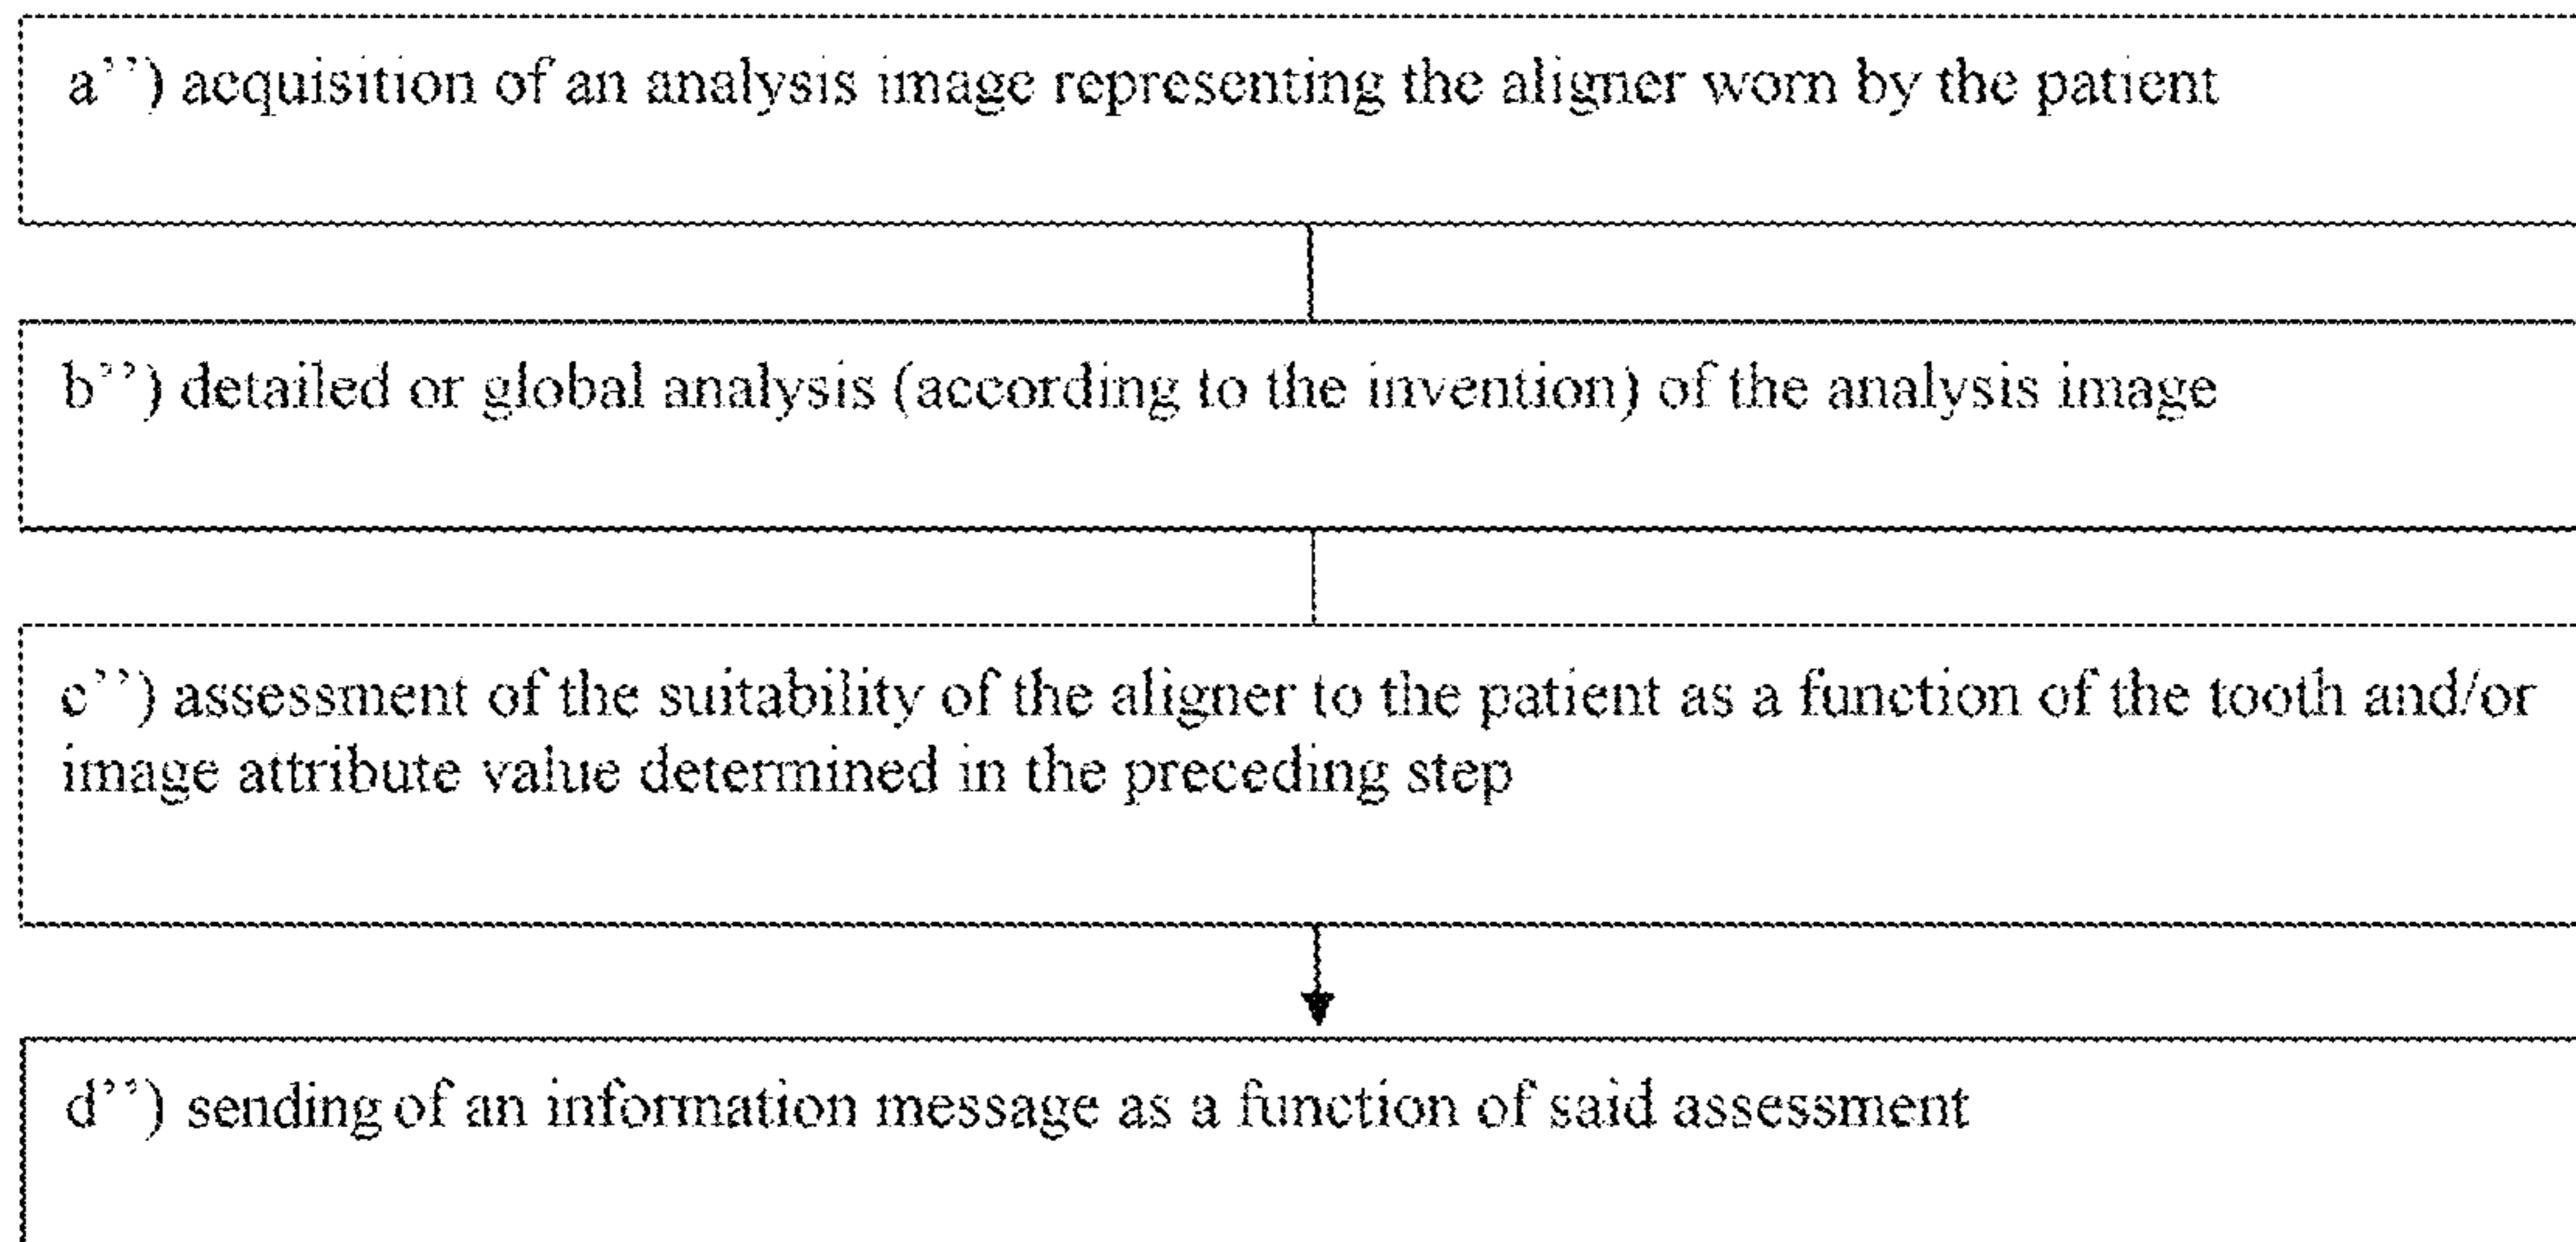 a’’) acquisition of an analysis image representing the aligner worn by the patient
b’’) detailed or global analysis (according to the invention) of the analysis image
c’’) assessment of the suitability of the aligner to the patient as a function of the tooth and/or
image attribute value determined in the preceding step
d’’) sending of an information message as a function of said assessment